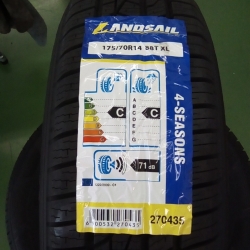 LANDSAIL
175/70R14 88T XL
C
C
A
B
C
D
E
F
G
71 dB
4-SEASONS
270435